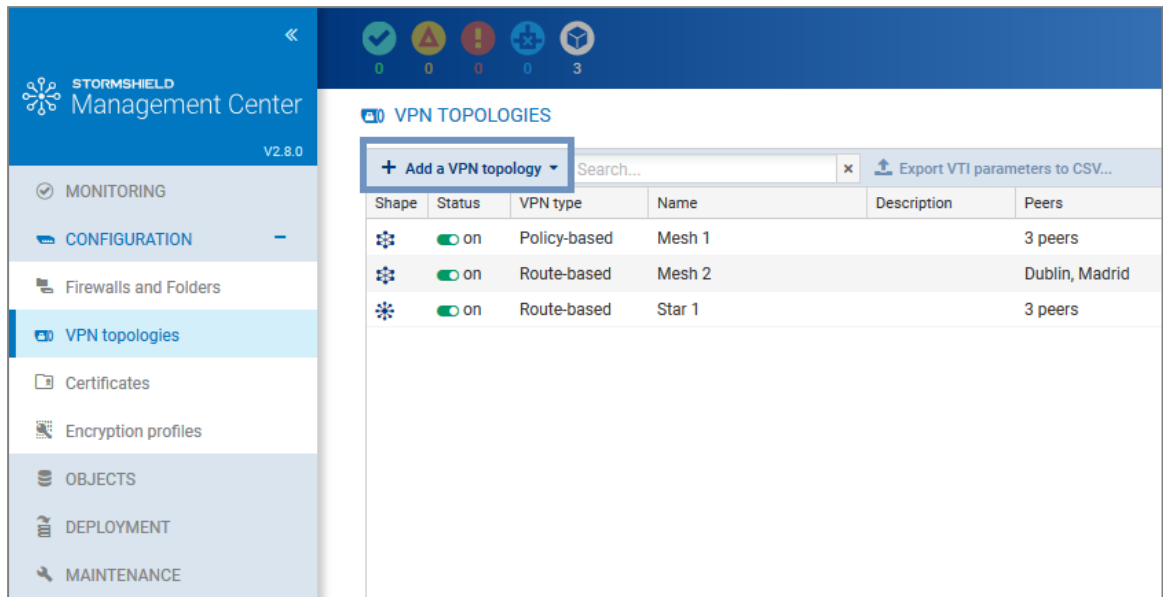 «
STORMSHIELD
Management Center
V2.8.0
0 0 0 0 3
MONITORING
CONFIGURATION
Firewalls and Folders
VPN topologies
Certificates
Encryption profiles
OBJECTS
DEPLOYMENT
MAINTENANCE
VPN TOPOLOGIES
+ Add a VPN topology Search... × Export VTI parameters to CSV...
Shape Status VPN type Name Description Peers
on Policy-based Mesh 1 3 peers
on Route-based Mesh 2 Dublin, Madrid
on Route-based Star 1 3 peers